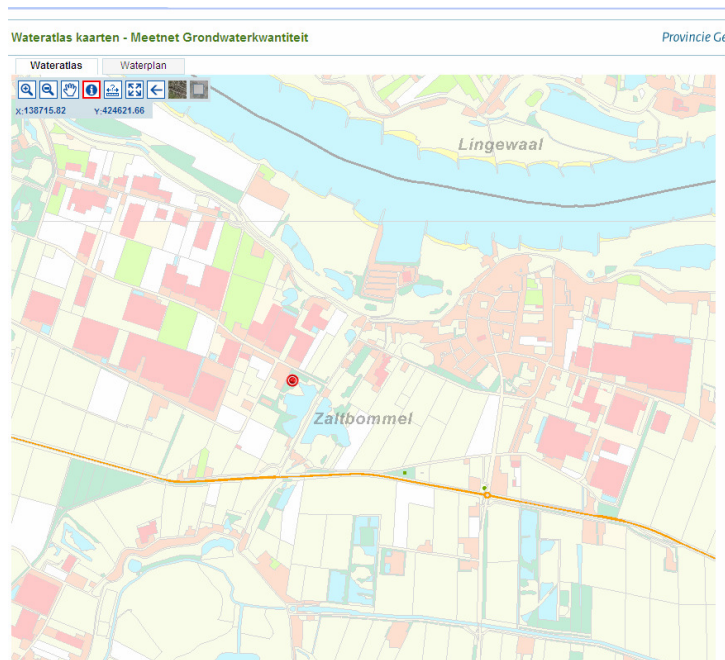 Wateratlas kaarten - Meetnet Grondwaterkwantiteit
Provincie Ge
Wateratlas
Waterplan
X:138715.82 Y:424621.66
Lingewaal
Zaltbommel